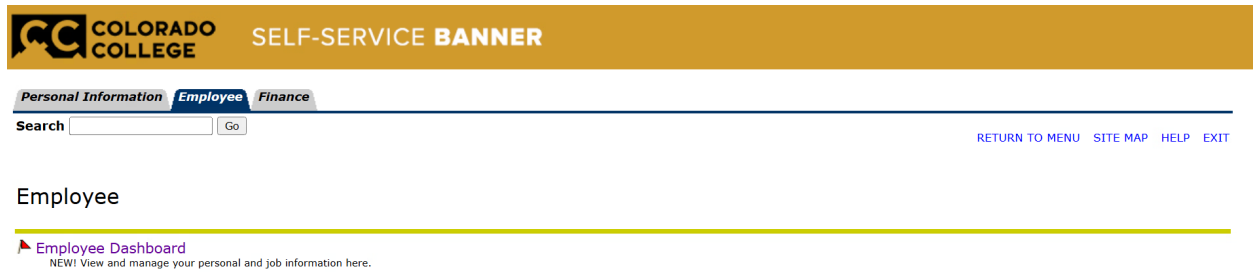 COLORADO
COLLEGE
SELF-SERVICE BANNER
Personal Information Employee Finance
Search Go
RETURN TO MENU SITE MAP HELP EXIT
Employee
Employee Dashboard
NEW! View and manage your personal and job information here.